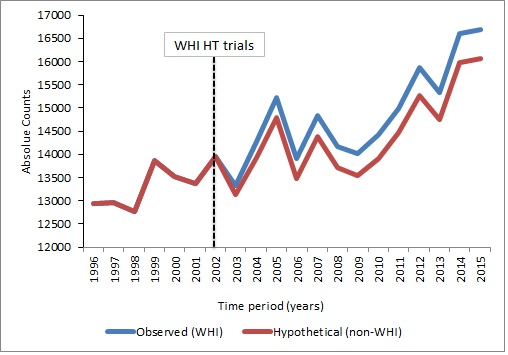 17000
16500
16000
15500
15000
14500
14000
13500
13000
12500
12000
Absolue Counts
WHI HT trials
1996 1997 1998 1999 2000 2001 2002 2003 2004 2005 2006 2007 2008 2009 2010 2011 2012 2013 2014 2015
Time period (years)
Observed (WHI) Hypothetical (non-WHI)